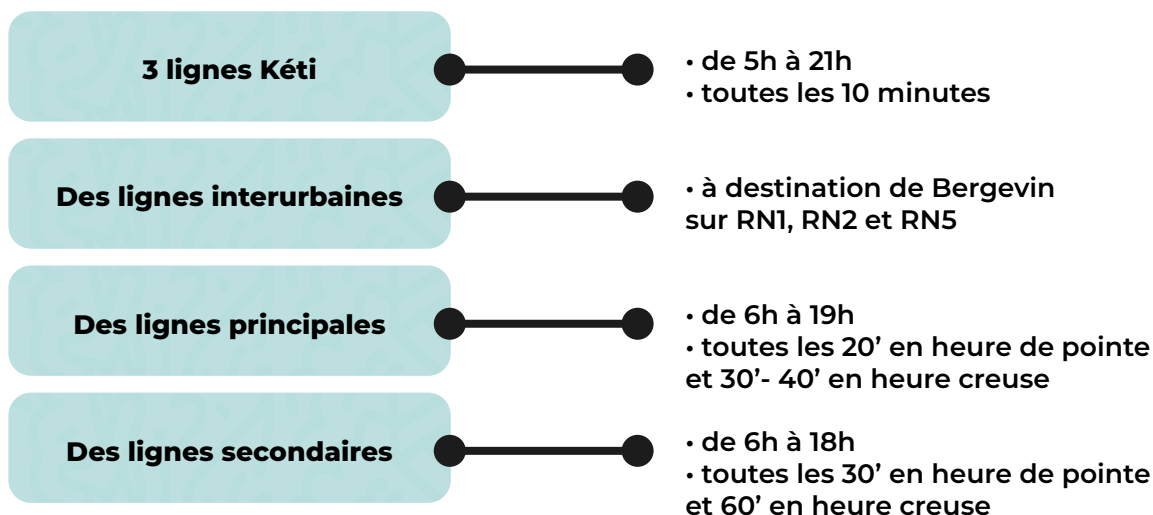 3 lignes Kéti
• de 5h à 21h
• toutes les 10 minutes
Des lignes interurbaines
• à destination de Bergevin
sur RN1, RN2 et RN5
Des lignes principales
• de 6h à 19h
• toutes les 20’ en heure de pointe
et 30’- 40’ en heure creuse
Des lignes secondaires
• de 6h à 18h
• toutes les 30’ en heure de pointe
et 60’ en heure creuse